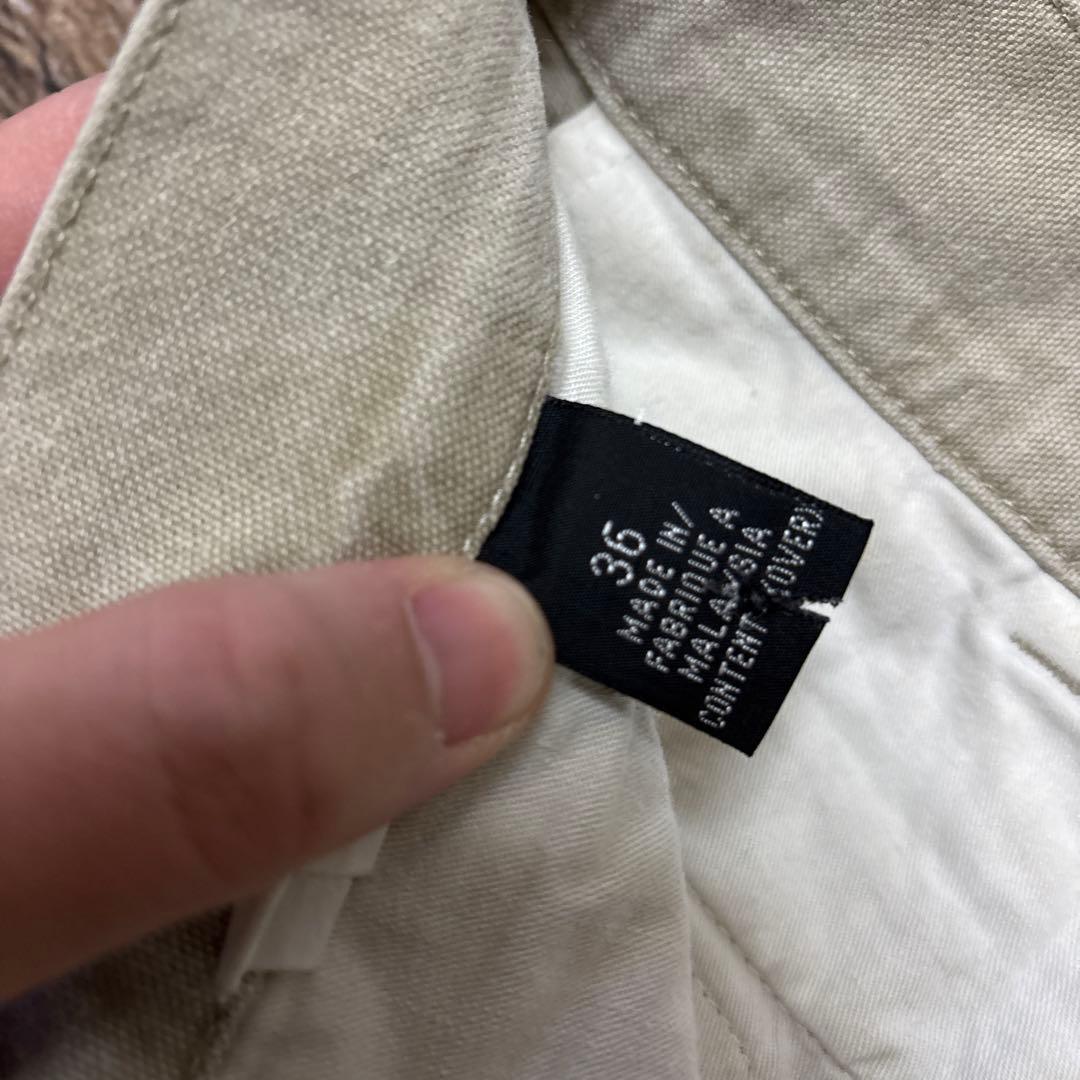 36
MADE IN/
FABRIQUE A
MALAYSIA
CONTENT (OVER)